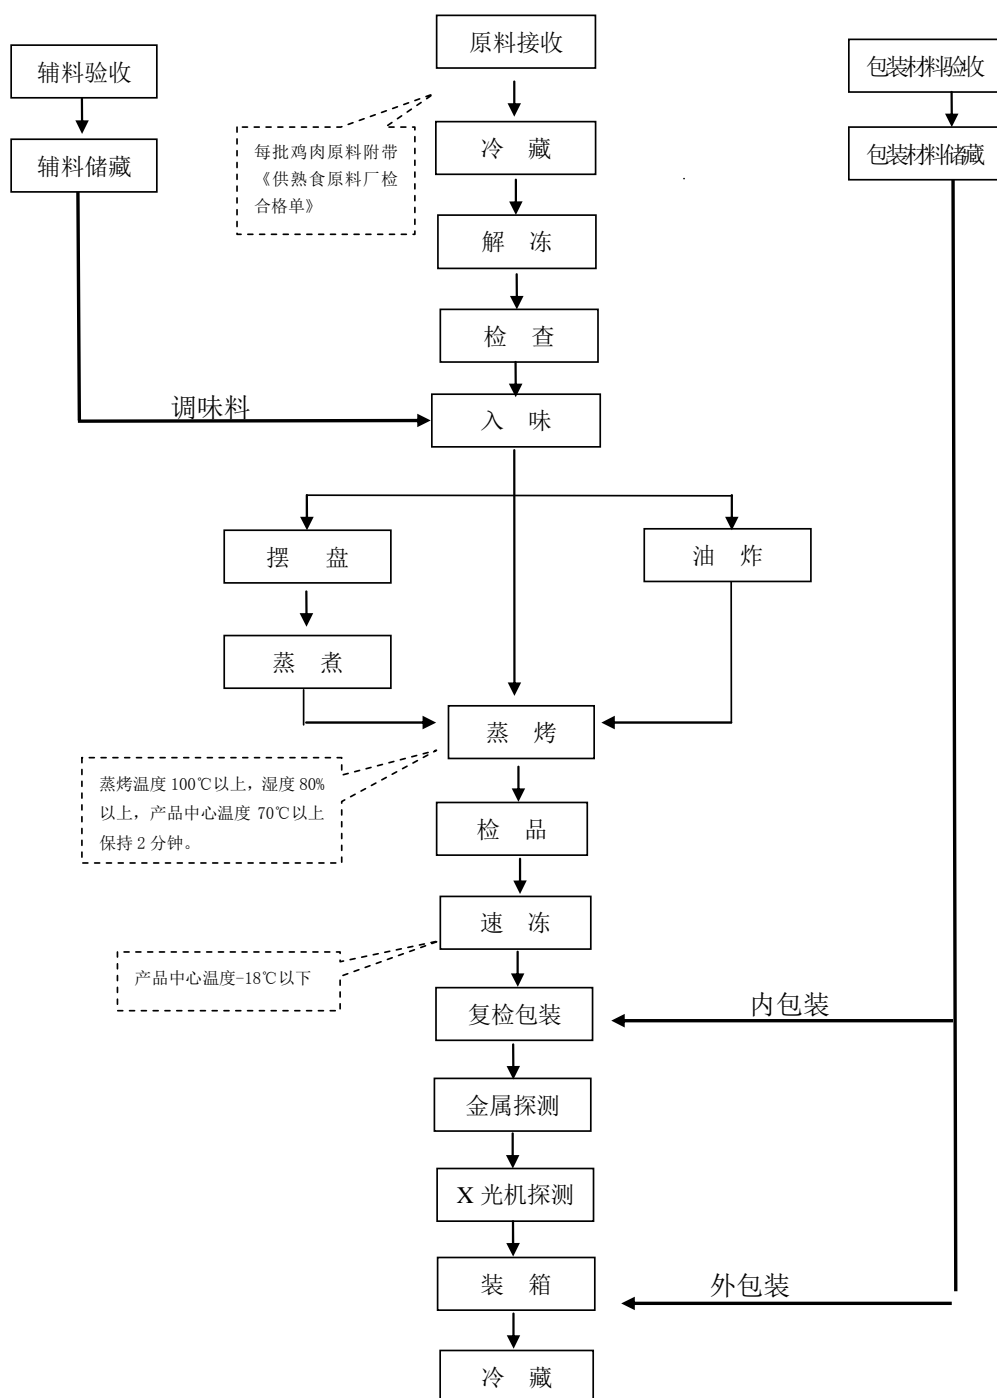 原料接收
辅料验收
包装材料验收
冷 藏
辅料储藏
包装材料储藏
每批鸡肉原料附带
《供熟食原料厂检
合格单》
解 冻
检 查
调味料
入 味
摆 盘
油 炸
蒸 煮
蒸 烤
蒸烤温度 100℃以上，湿度 80%
以上，产品中心温度 70℃以上
保持 2 分钟。
检 品
速 冻
产品中心温度-18℃以下
复检包装
内包装
金属探测
X 光机探测
装 箱
外包装
冷 藏